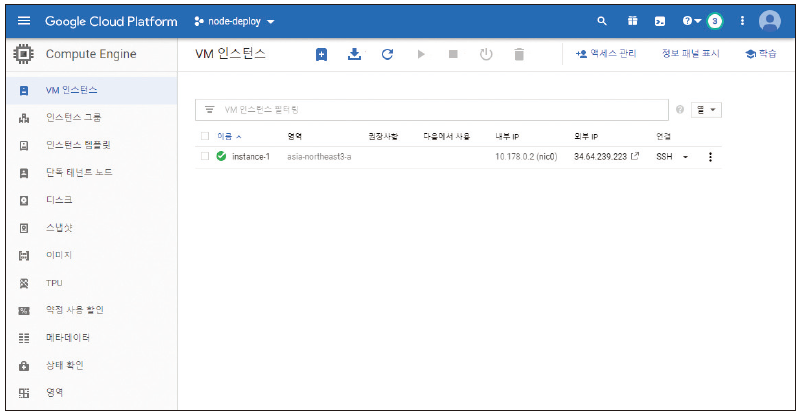 Google Cloud Platform node-deploy 3
Compute Engine
VM 인스턴스
액세스 관리 정보 패널 표시 학습
VM 인스턴스
인스턴스 그룹
인스턴스 템플릿
단독 테넌트 노드
디스크
스냅샷
이미지
TPU
약정 사용 할인
메타데이터
상태 확인
영역
VM 인스턴스 필터링
열
이름 영역 권장사항 다음에서 사용 내부 IP 외부 IP 연결
instance-1 asia-northeast3-a 10.178.0.2 (nic0) 34.64.239.223 SSH